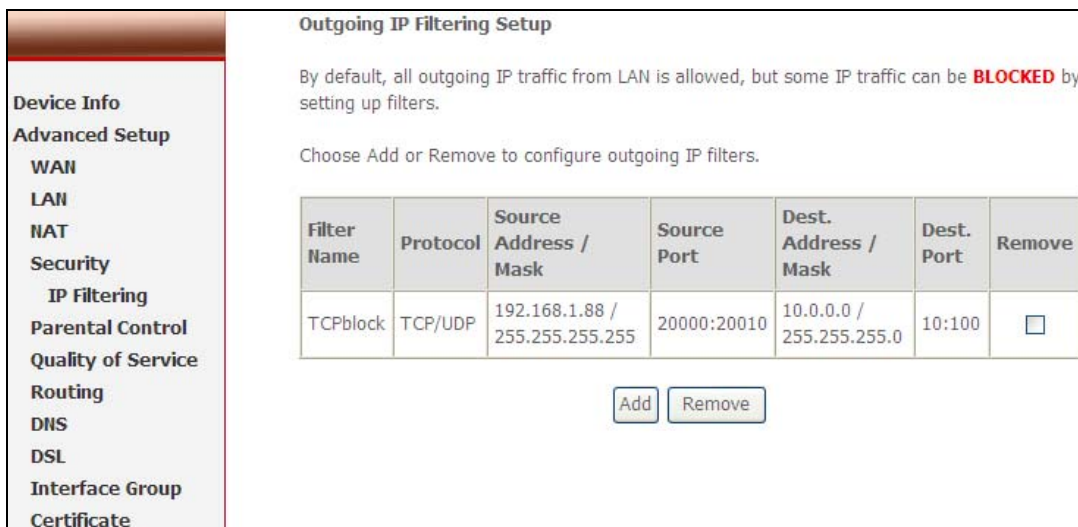 Device Info
Advanced Setup
WAN
LAN
NAT
Security
IP Filtering
Parental Control
Quality of Service
Routing
DNS
DSL
Interface Group
Certificate
Outgoing IP Filtering Setup
By default, all outgoing IP traffic from LAN is allowed, but some IP traffic can be BLOCKED by
setting up filters.
Choose Add or Remove to configure outgoing IP filters.
Filter Name Protocol Source Address / Mask Source Port Dest. Address / Mask Dest. Port Remove
TCPblock TCP/UDP 192.168.1.88 / 255.255.255.255 20000:20010 10.0.0.0 / 255.255.255.0 10:100
Add Remove